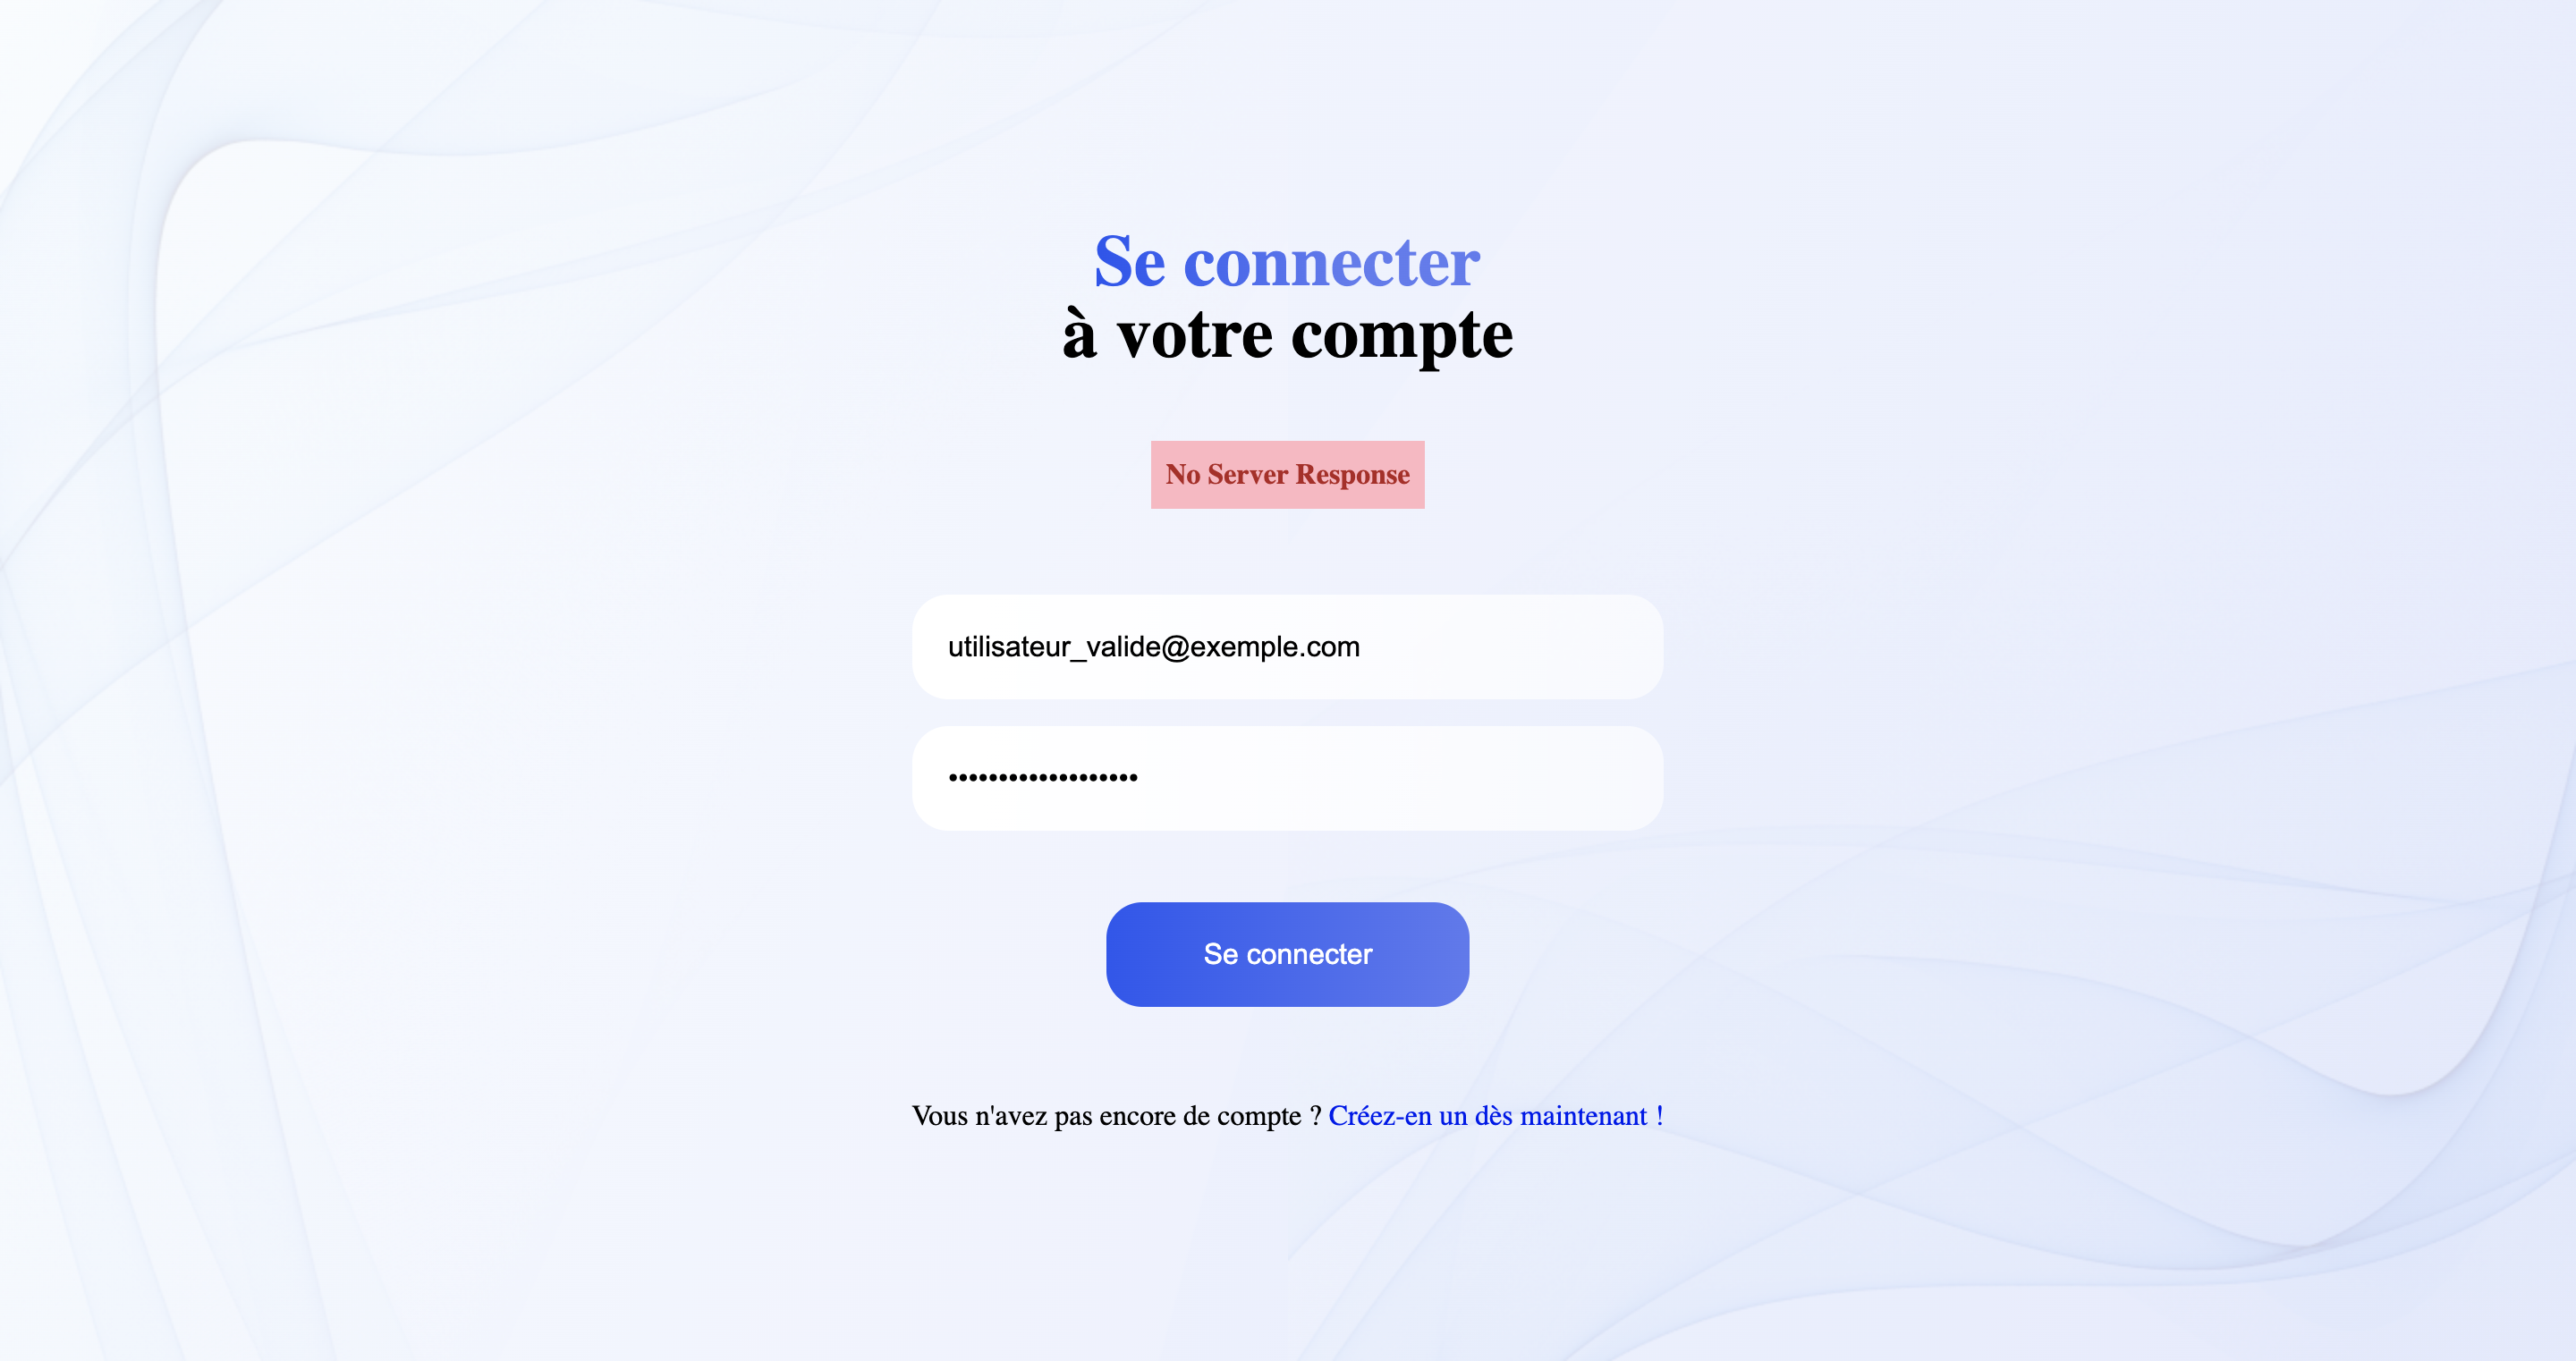 Se connecter
à votre compte
No Server Response
utilisateur_valide@exemple.com
•••••••••••••••••••
Se connecter
Vous n'avez pas encore de compte ? Créez-en un dès maintenant !